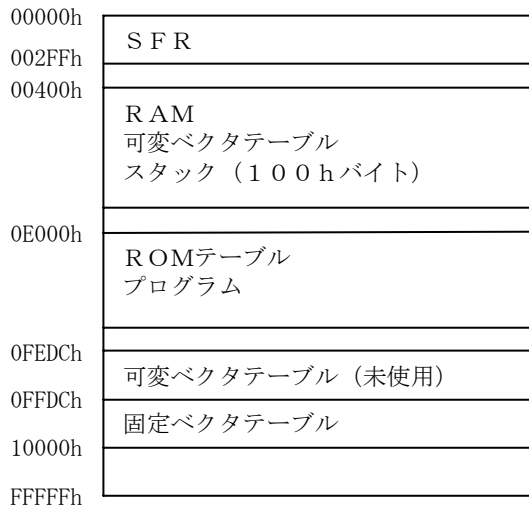 00000h
SFR
002FFh
00400h
RAM
可変ベクタテーブル
スタック（100hバイト）
0E000h
ROMテーブル
プログラム
0FEDCh
可変ベクタテーブル（未使用）
0FFDCh
固定ベクタテーブル
10000h
FFFFFh